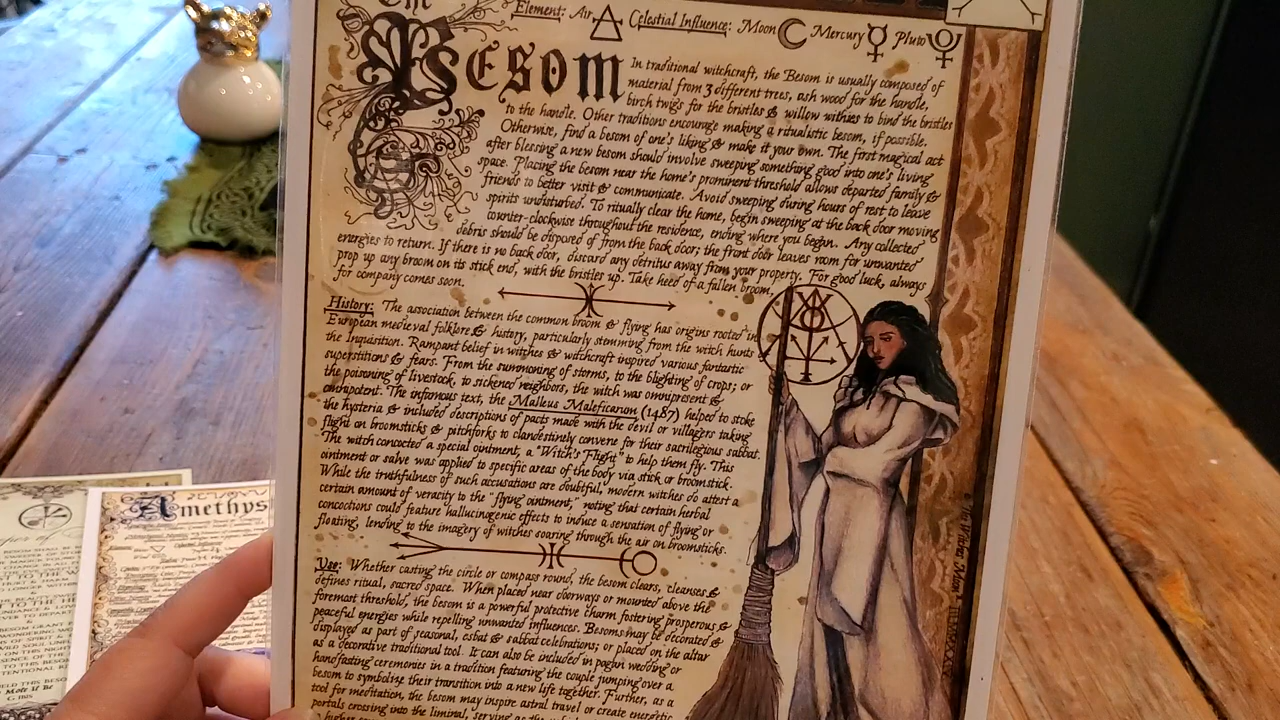 The
Element: Air Celestial Influence: Moon Mercury Pluto
BESOM
In traditional witchcraft, the Besom is usually composed of
material from 3 different trees, ash wood for the handle,
birch twigs for the bristles & willow withies to bind the bristles
to the handle. Other traditions encourage making a ritualistic besom, if possible.
Otherwise, find a besom of one's liking & make it your own. The first magical act
after blessing a new besom should involve sweeping something good into one's living
space. Placing the besom near the home's prominent threshold allows departed family &
friends to better visit & communicate. Avoid sweeping during hours of rest to leave
spirits undisturbed. To ritually clear the home, begin sweeping at the back door moving
counter-clockwise throughout the residence, ending where you began. Any collected
debris should be disposed of from the back door; the front door leaves room for unwanted
energies to return. If there is no back door, discard any detritus away from your property. For good luck, always
prop up any broom on its stick end, with the bristles up. Take heed of a fallen broom,
for company comes soon.
History: The association between the common broom & flying has origins rooted in
European medieval folklore & history, particularly stemming from the witch hunts
the Inquisition. Rampant belief in witches & witchcraft inspired various fantastic
superstitions & fears. From the summoning of storms, to the blighting of crops; or
the poisoning of livestock, to sickened neighbors, the witch was omnipresent &
omnipotent. The infamous text, the Malleus Maleficarum (1487) helped to stoke
the hysteria & included descriptions of pacts made with the devil or villagers taking
flight on broomsticks & pitchforks to clandestinely convene for their sacrilegious sabbat.
The witch concocted a special ointment, a "Witch's Flight" to help them fly. This
ointment or salve was applied to specific areas of the body via stick or broomstick.
While the truthfulness of such accusations are doubtful, modern witches do attest a
certain amount of veracity to the "flying ointment," noting that certain herbal
concoctions could feature hallucinogenic effects to induce a sensation of flying or
floating, lending to the imagery of witches soaring through the air on broomsticks.
Use: Whether casting the circle or compass round, the besom clears, cleanses &
defines ritual, sacred space. When placed near doorways or mounted above the
foremost threshold, the besom is a powerful protective charm fostering prosperous &
peaceful energies while repelling unwanted influences. Besoms may be decorated &
displayed as part of seasonal, esbat & sabbat celebrations; or placed on the altar
as a decorative traditional tool. It can also be included in pagan wedding or
handfasting ceremonies in a tradition featuring the couple jumping over a
besom to symbolize their transition into a new life together. Further, as a
tool for meditation, the besom may inspire astral travel or create energetic
portals crossing into the liminal, serving as the
Amethys
BESOM SHALL B